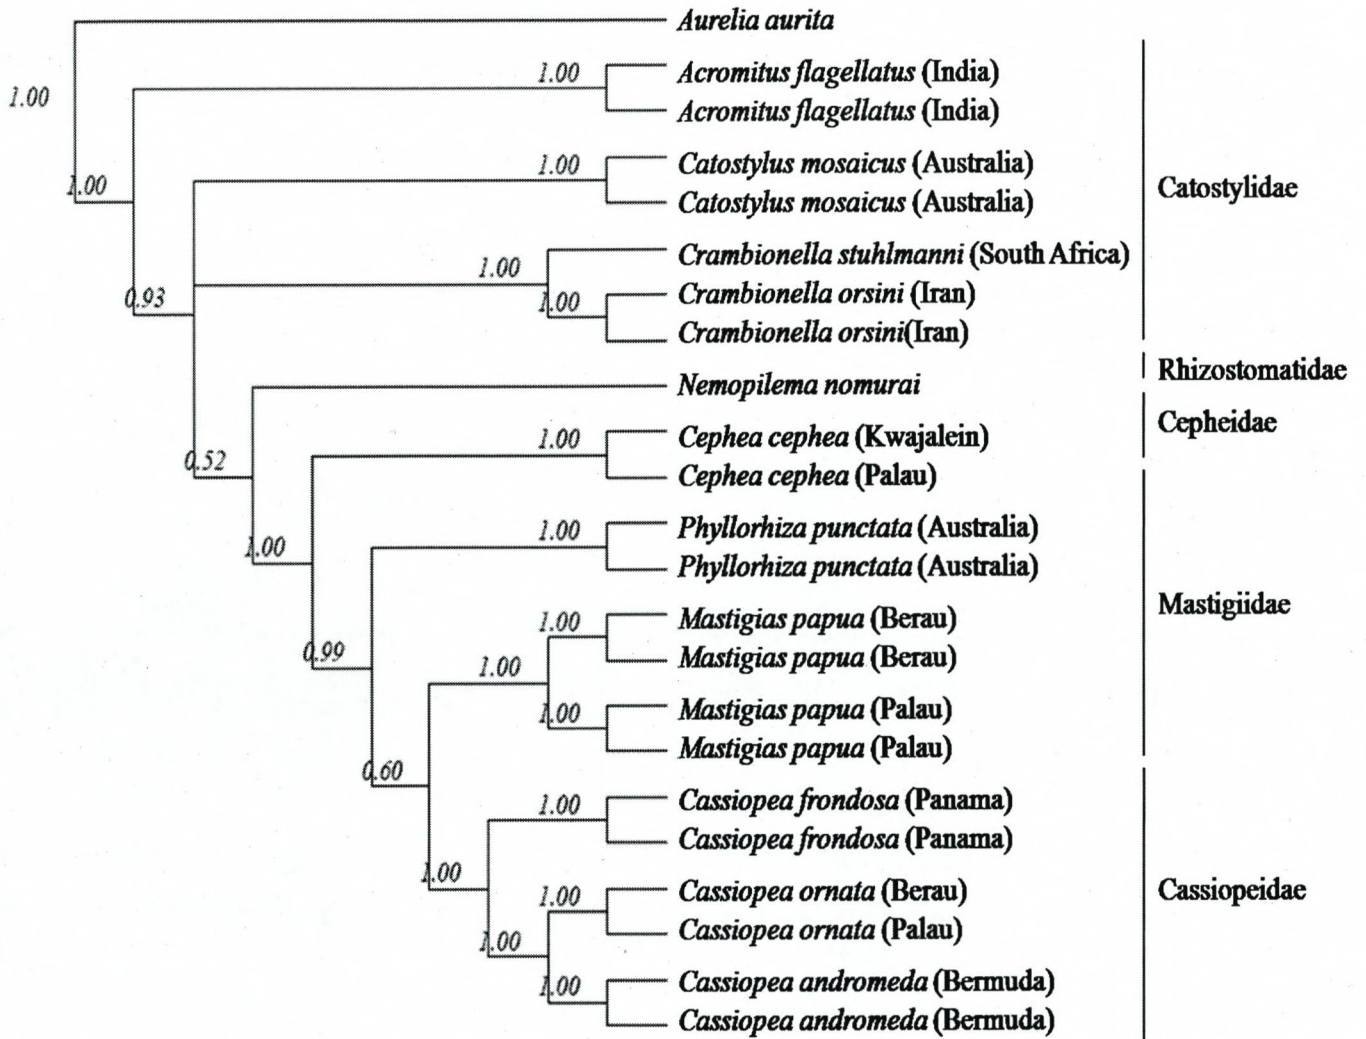 Aurelia aurita
1.00
1.00
Acromitus flagellatus (India)
Acromitus flagellatus (India)
1.00
1.00
Catostylus mosaicus (Australia)
Catostylus mosaicus (Australia)
Catostylidae
1.00
Crambionella stuhlmanni (South Africa)
0.93
1.00
Crambionella orsini (Iran)
Crambionella orsini(Iran)
Rhizostomatidae
Nemopilema nomurai
Cepheidae
1.00
Cephea cephea (Kwajalein)
0.52
Cephea cephea (Palau)
1.00
Phyllorhiza punctata (Australia)
1.00
Phyllorhiza punctata (Australia)
Mastigiidae
1.00
Mastigias papua (Berau)
0.99
1.00
Mastigias papua (Berau)
1.00
Mastigias papua (Palau)
Mastigias papua (Palau)
0.60
1.00
Cassiopea frondosa (Panama)
Cassiopea frondosa (Panama)
1.00
1.00
Cassiopea ornata (Berau)
Cassiopeidae
1.00
Cassiopea ornata (Palau)
1.00
Cassiopea andromeda (Bermuda)
Cassiopea andromeda (Bermuda)